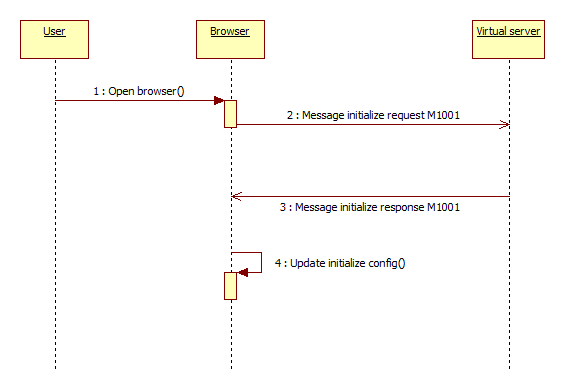 User
Browser
Virtual server
1 : Open browser()
2 : Message initialize request M1001
3 : Message initialize response M1001
4 : Update initialize config()